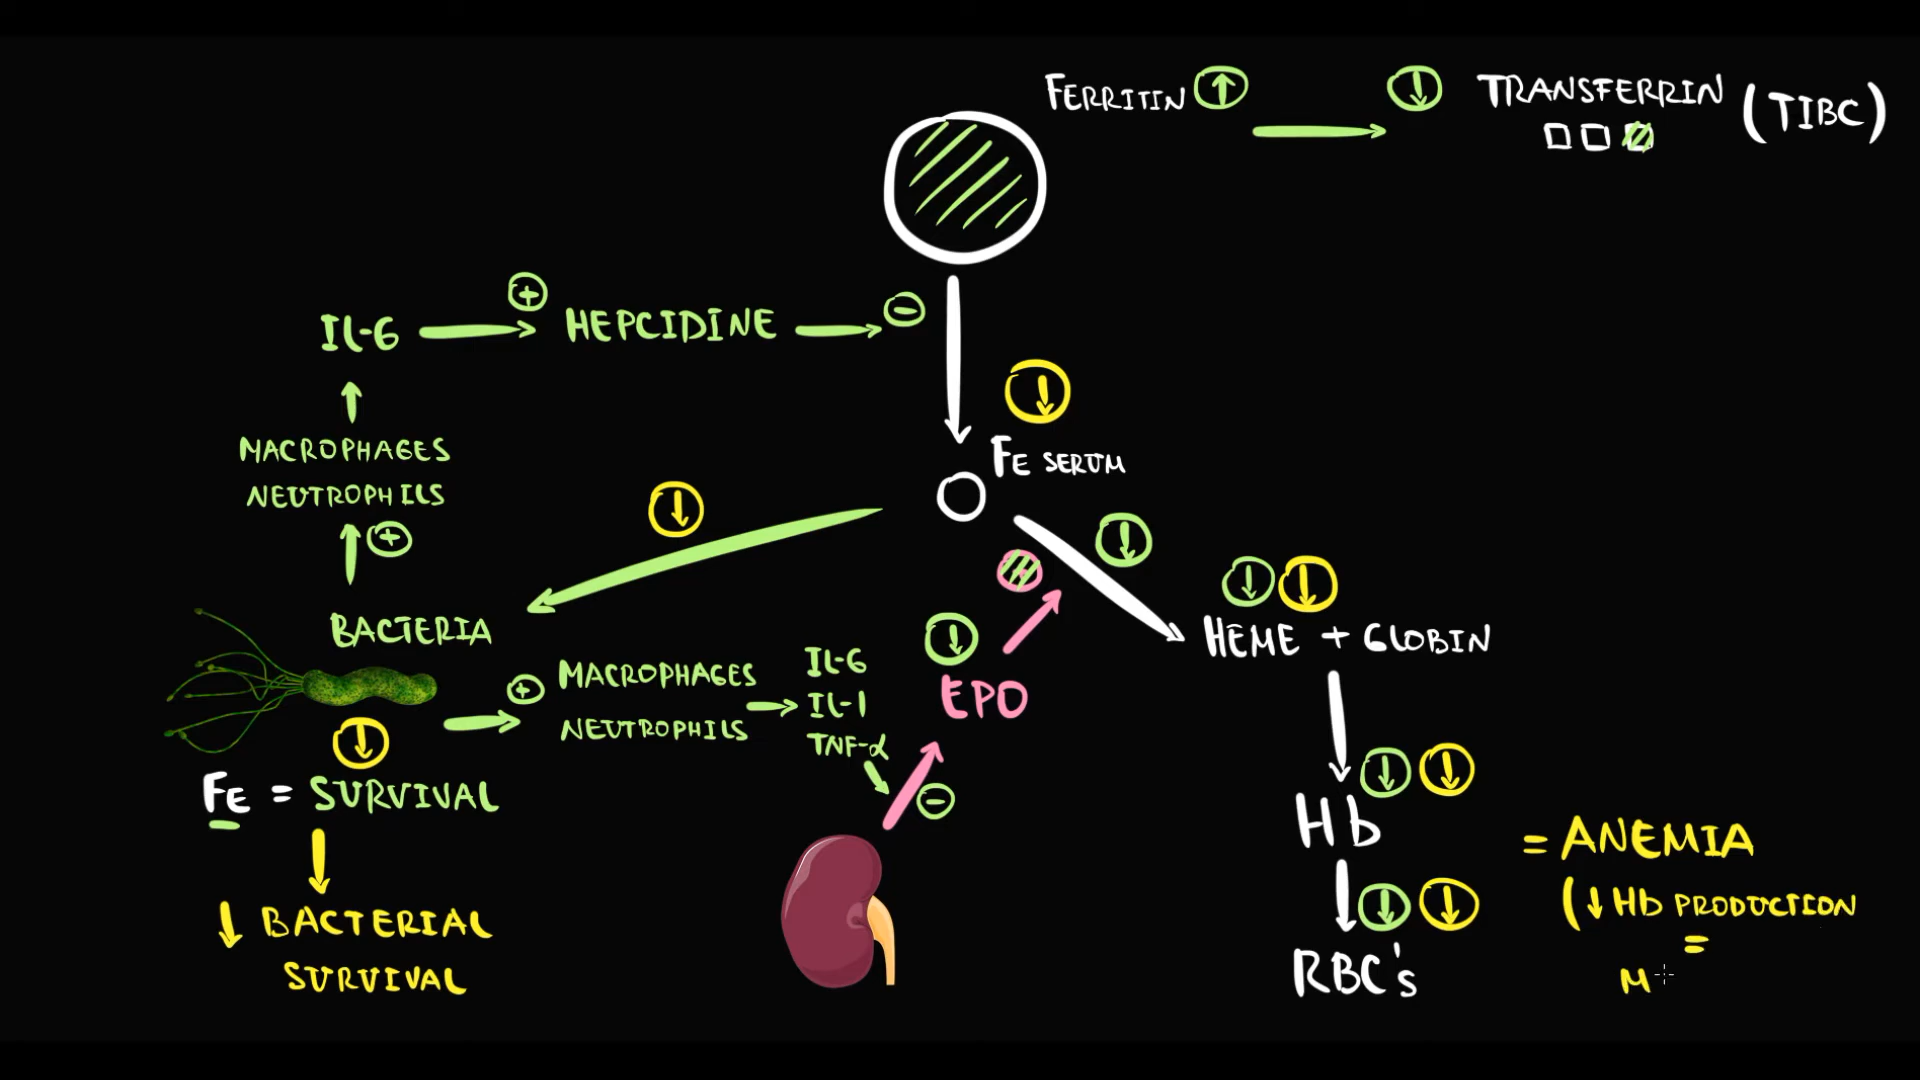 FERRITIN ↑ → ↓ TRANSFERRIN (TIBC)
IL-6 → + HEPCIDINE → -
↓
FE SERUM
MACROPHAGES
NEUTROPHILS
+
↓
↓
BACTERIA
↓ ↓
HEME + GLOBIN
+ MACROPHAGES
NEUTROPHILS
IL-6
IL-1
TNF-α
↓
EPO
-
↓
Fe = SURVIVAL
↓ BACTERIAL
SURVIVAL
↓ ↓
Hb
↓ ↓
RBC's
= ANEMIA
(↓ Hb PRODUCTION
=
M